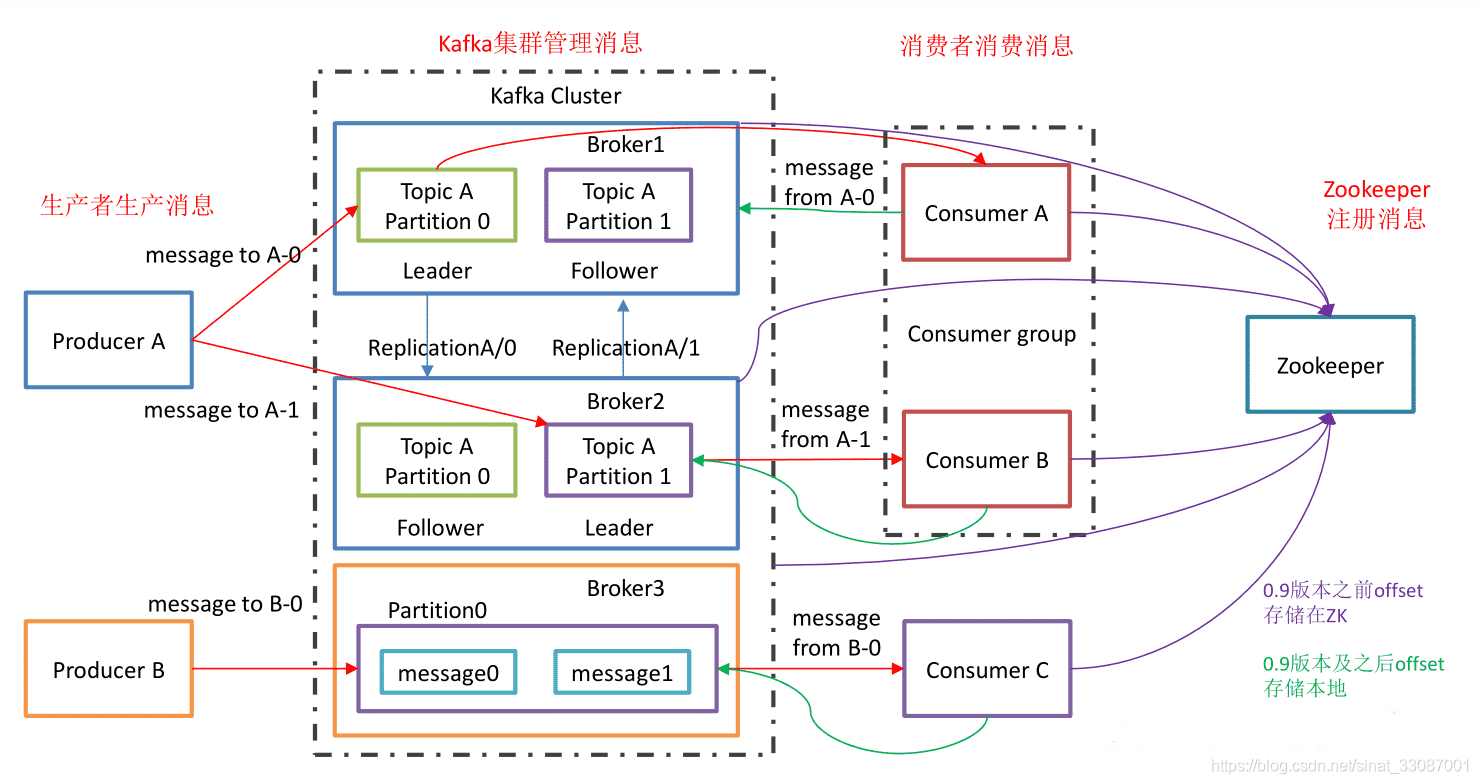 Kafka集群管理消息
消费者消费消息
Kafka Cluster
Broker1
Topic A
Partition 0
Topic A
Partition 1
Leader
Follower
生产者生产消息
message to A-0
Producer A
message to A-1
ReplicationA/0
ReplicationA/1
Broker2
Topic A
Partition 0
Topic A
Partition 1
Follower
Leader
message to B-0
Producer B
Broker3
Partition0
message0
message1
message
from A-0
Consumer A
Consumer group
message
from A-1
Consumer B
message
from B-0
Consumer C
Zookeeper
注册消息
Zookeeper
0.9版本之前offset
存储在ZK
0.9版本及之后offset
存储本地
https://blog.csdn.net/sinat_33087001